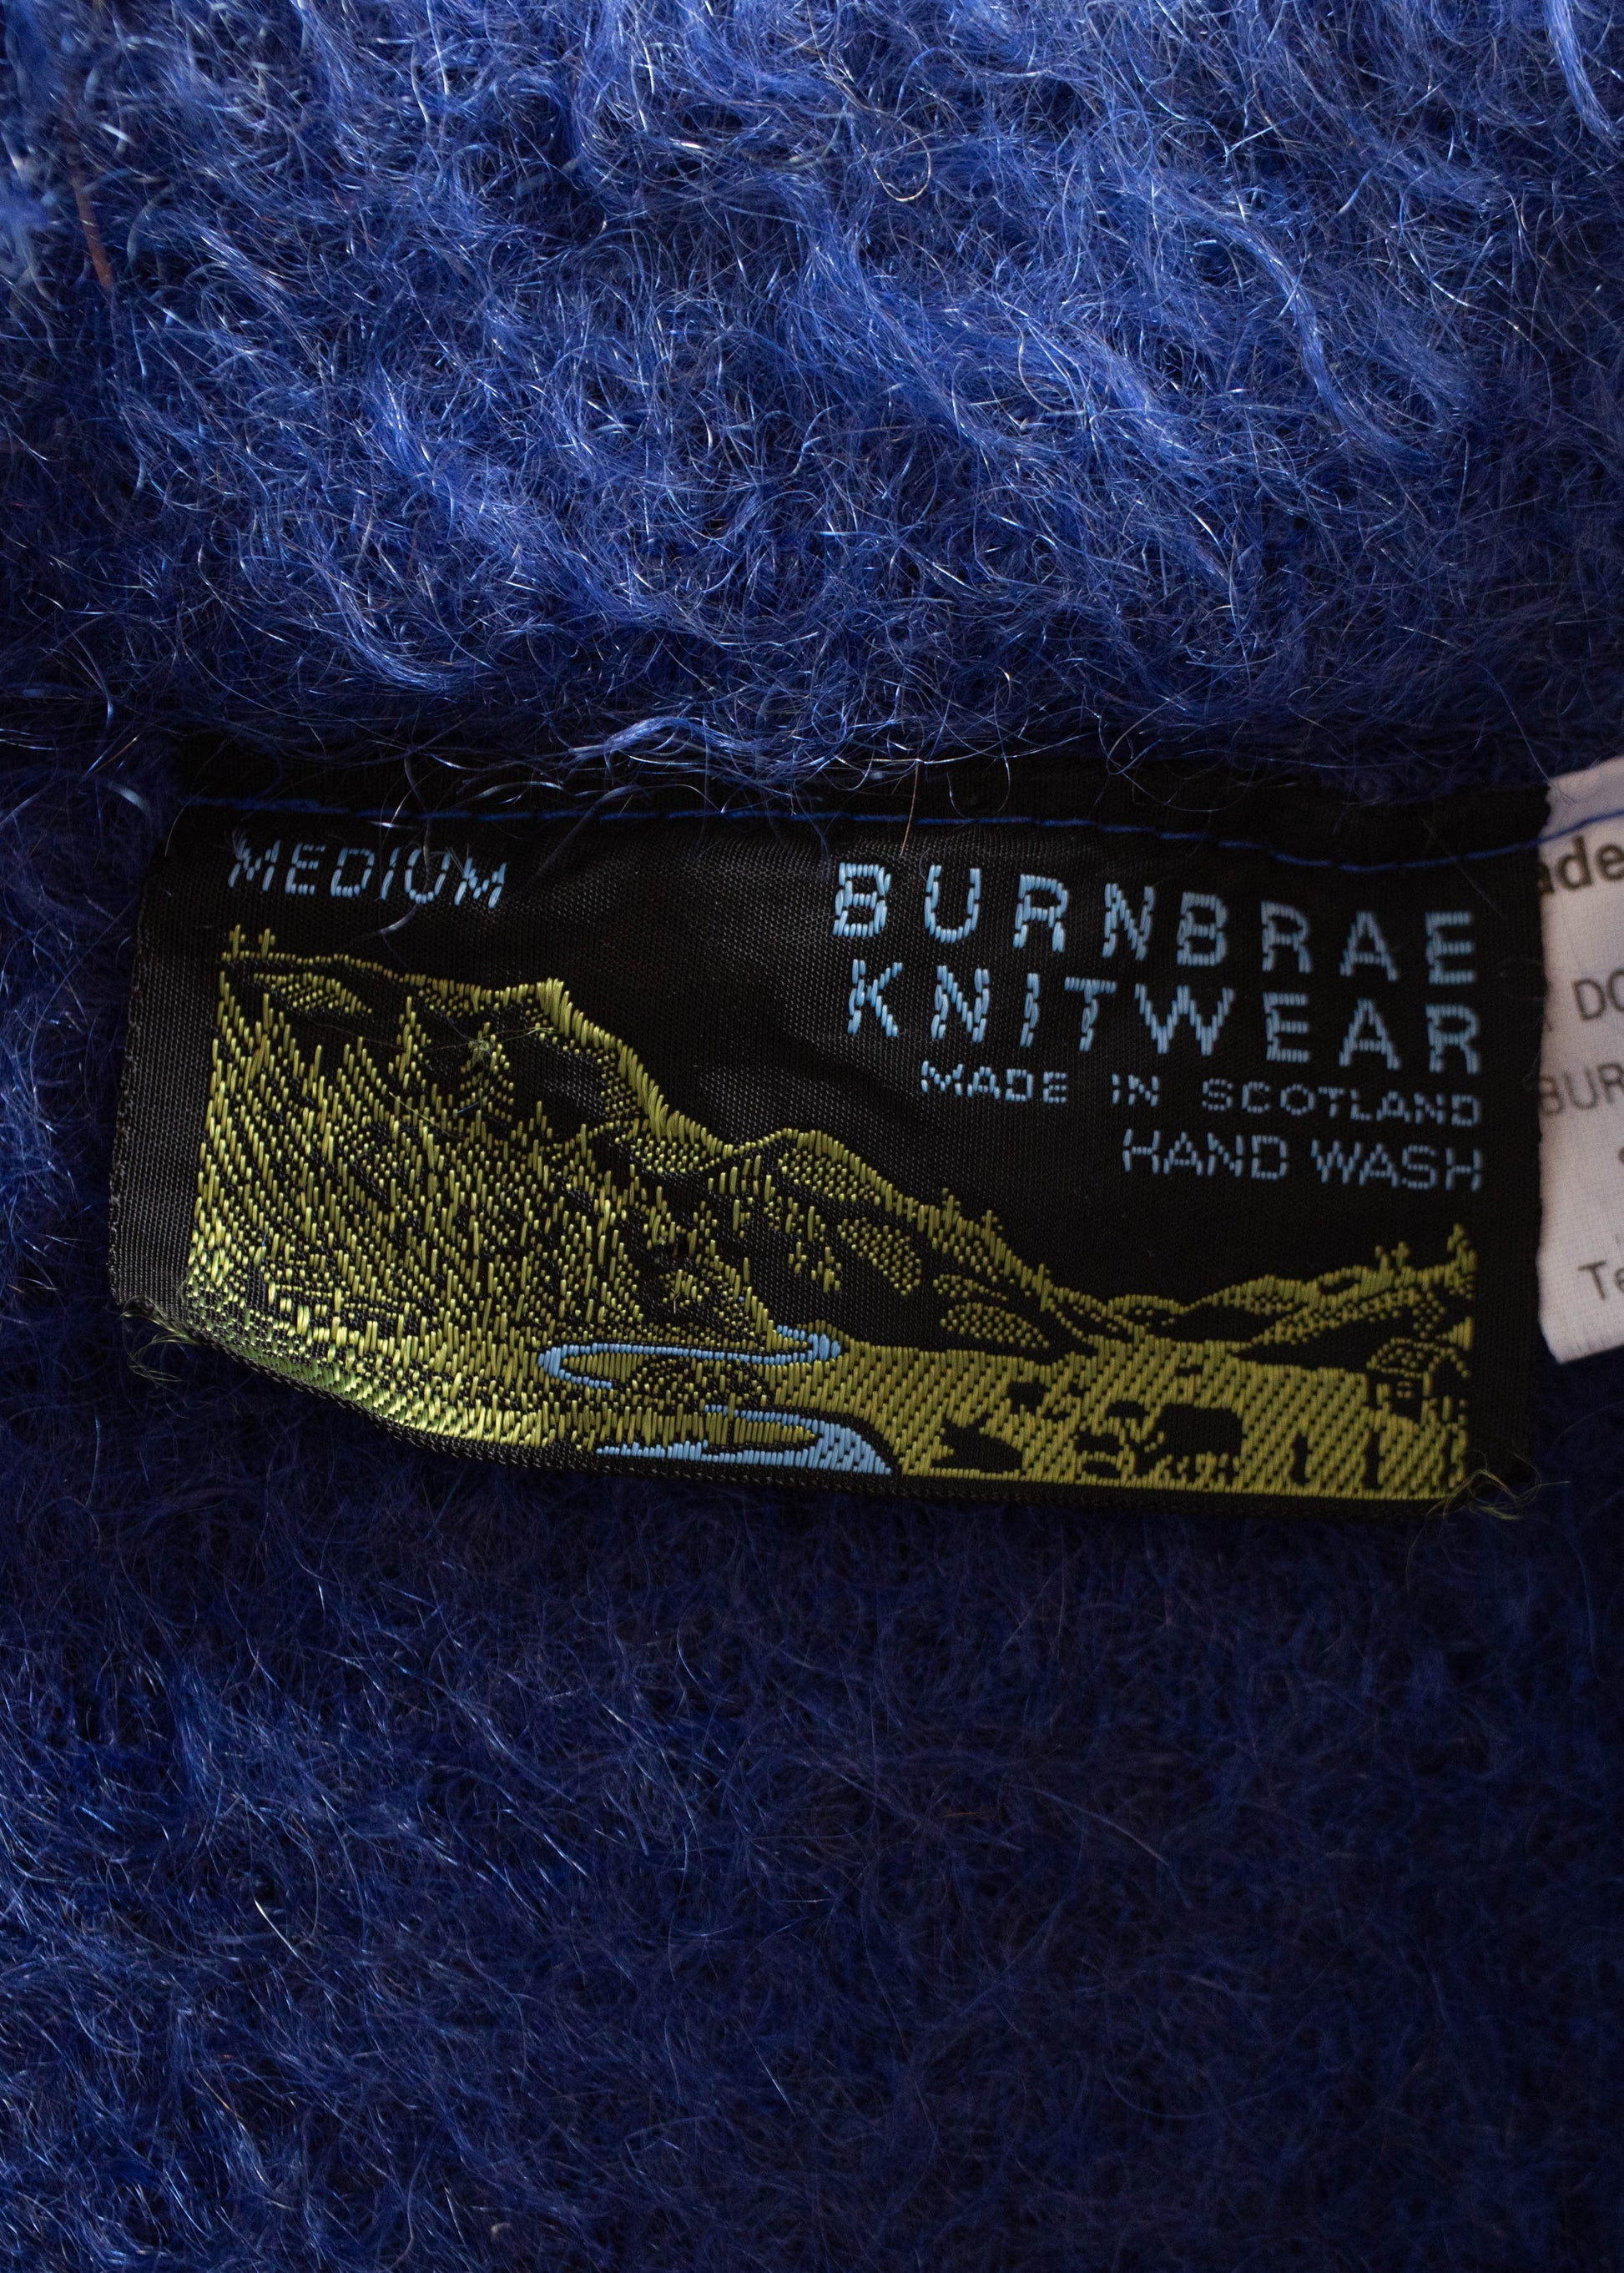 MEDIUM
BURNBRAE
KNITWEAR
MADE IN SCOTLAND
HAND WASH